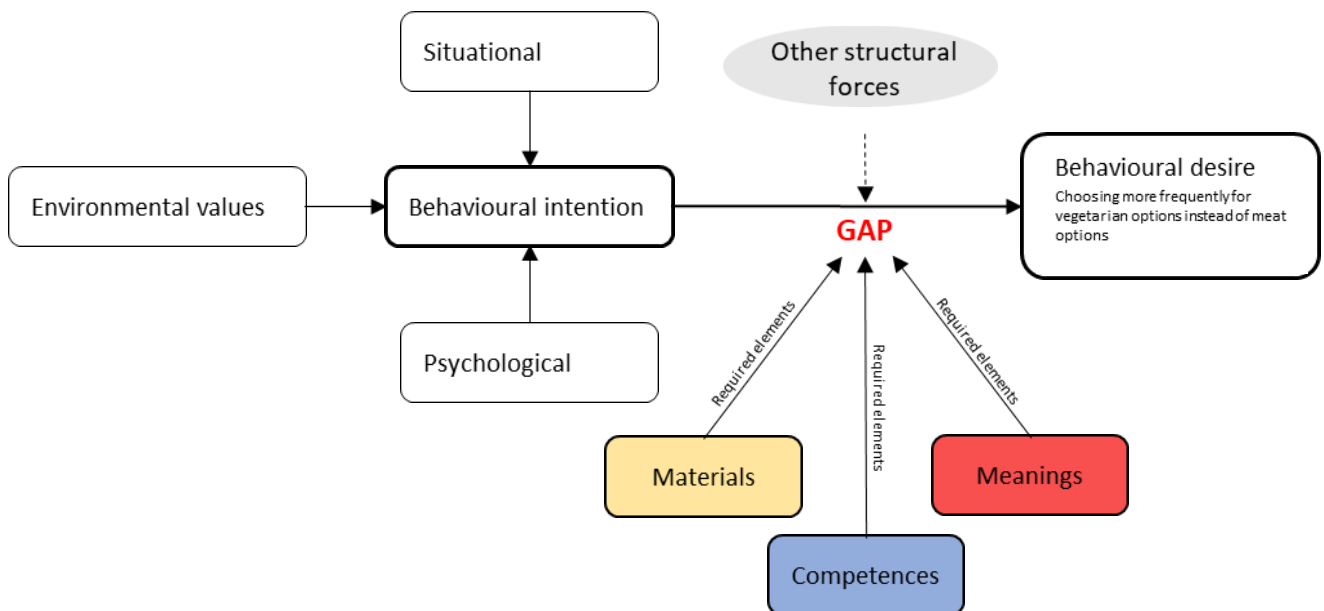 Situational
Other structural
forces
Environmental values
Behavioural intention
Behavioural desire
Choosing more frequently for
vegetarian options instead of meat
options
GAP
Psychological
Required elements
Required elements
Required elements
Materials
Meanings
Competences